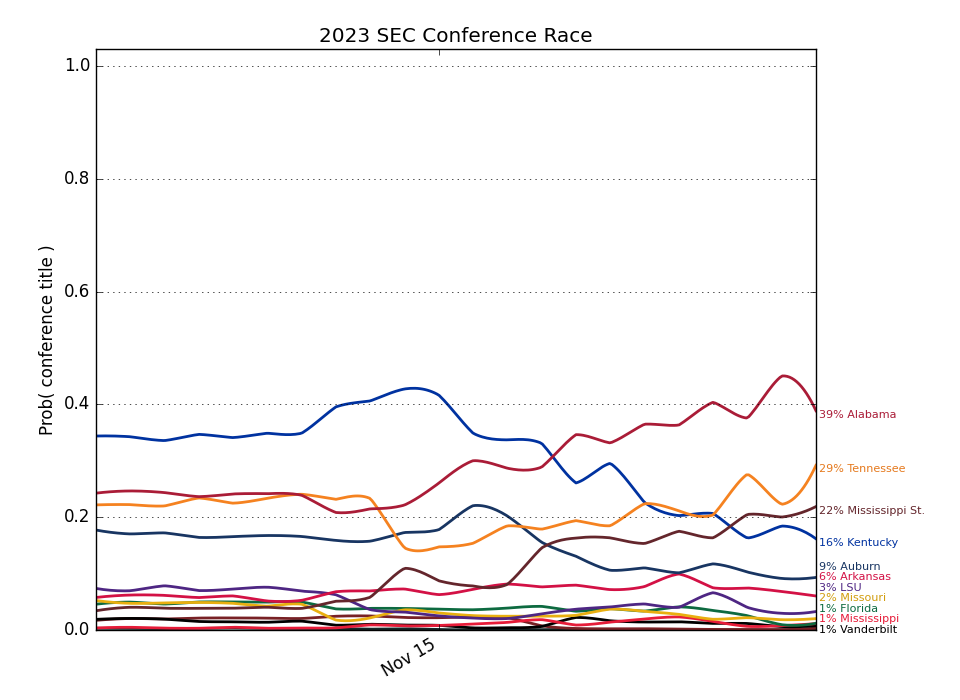 2023 SEC Conference Race
Prob( conference title )
1.0
0.8
0.6
0.4
0.2
0.0
Nov 15
39% Alabama
29% Tennessee
22% Mississippi St.
16% Kentucky
9% Auburn
6% Arkansas
3% LSU
2% Missouri
1% Florida
1% Mississippi
1% Vanderbilt